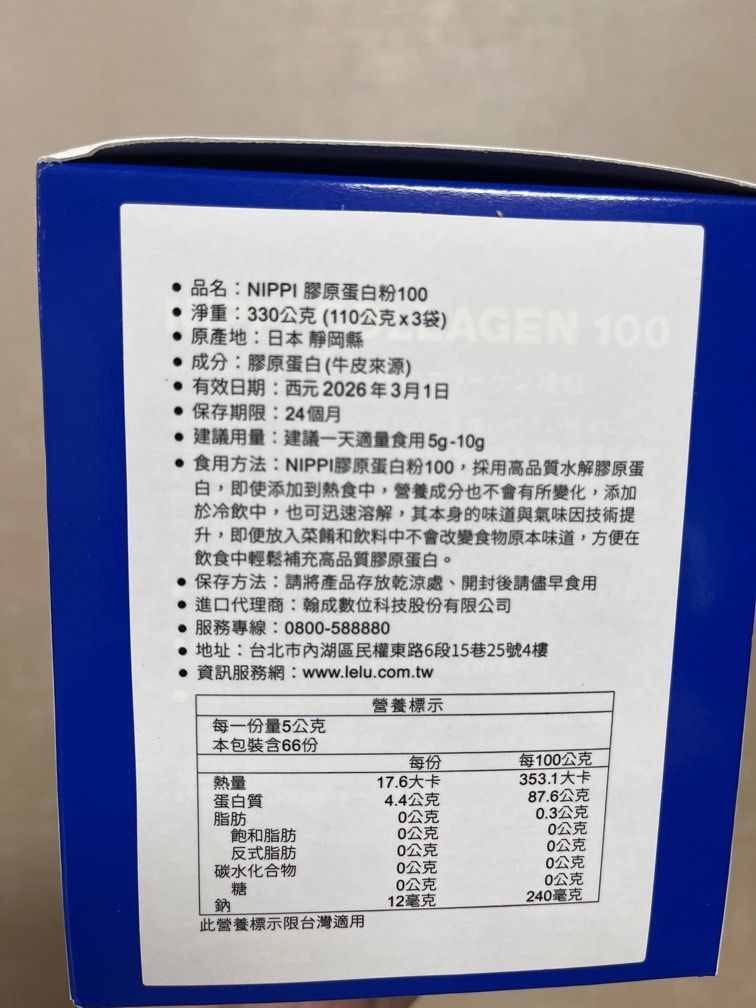 AGEN 100
• 品名：NIPPI 膠原蛋白粉100
• 淨重：330公克 (110公克x3袋)
• 原產地：日本 靜岡縣
• 成分：膠原蛋白(牛皮來源)
• 有效日期：西元2026年3月1日
• 保存期限：24個月
• 建議用量：建議一天適量食用5g-10g
• 食用方法：NIPPI膠原蛋白粉100，採用高品質水解膠原蛋
白，即使添加到熱食中，營養成分也不會有所變化，添加
於冷飲中，也可迅速溶解，其本身的味道與氣味因技術提
升，即便放入菜餚和飲料中不會改變食物原本味道，方便在
飲食中輕鬆補充高品質膠原蛋白。
• 保存方法：請將產品存放乾涼處、開封後請儘早食用
• 進口代理商：翰成數位科技股份有限公司
• 服務專線：0800-588880
• 地址：台北市內湖區民權東路6段15巷25號4樓
• 資訊服務網：www.lelu.com.tw
營養標示
每一份量5公克
本包裝含66份
每份 每100公克
熱量 17.6大卡 353.1大卡
蛋白質 4.4公克 87.6公克
脂肪 0公克 0.3公克
飽和脂肪 0公克 0公克
反式脂肪 0公克 0公克
碳水化合物 0公克 0公克
糖 0公克 0公克
鈉 12毫克 240毫克
此營養標示限台灣適用